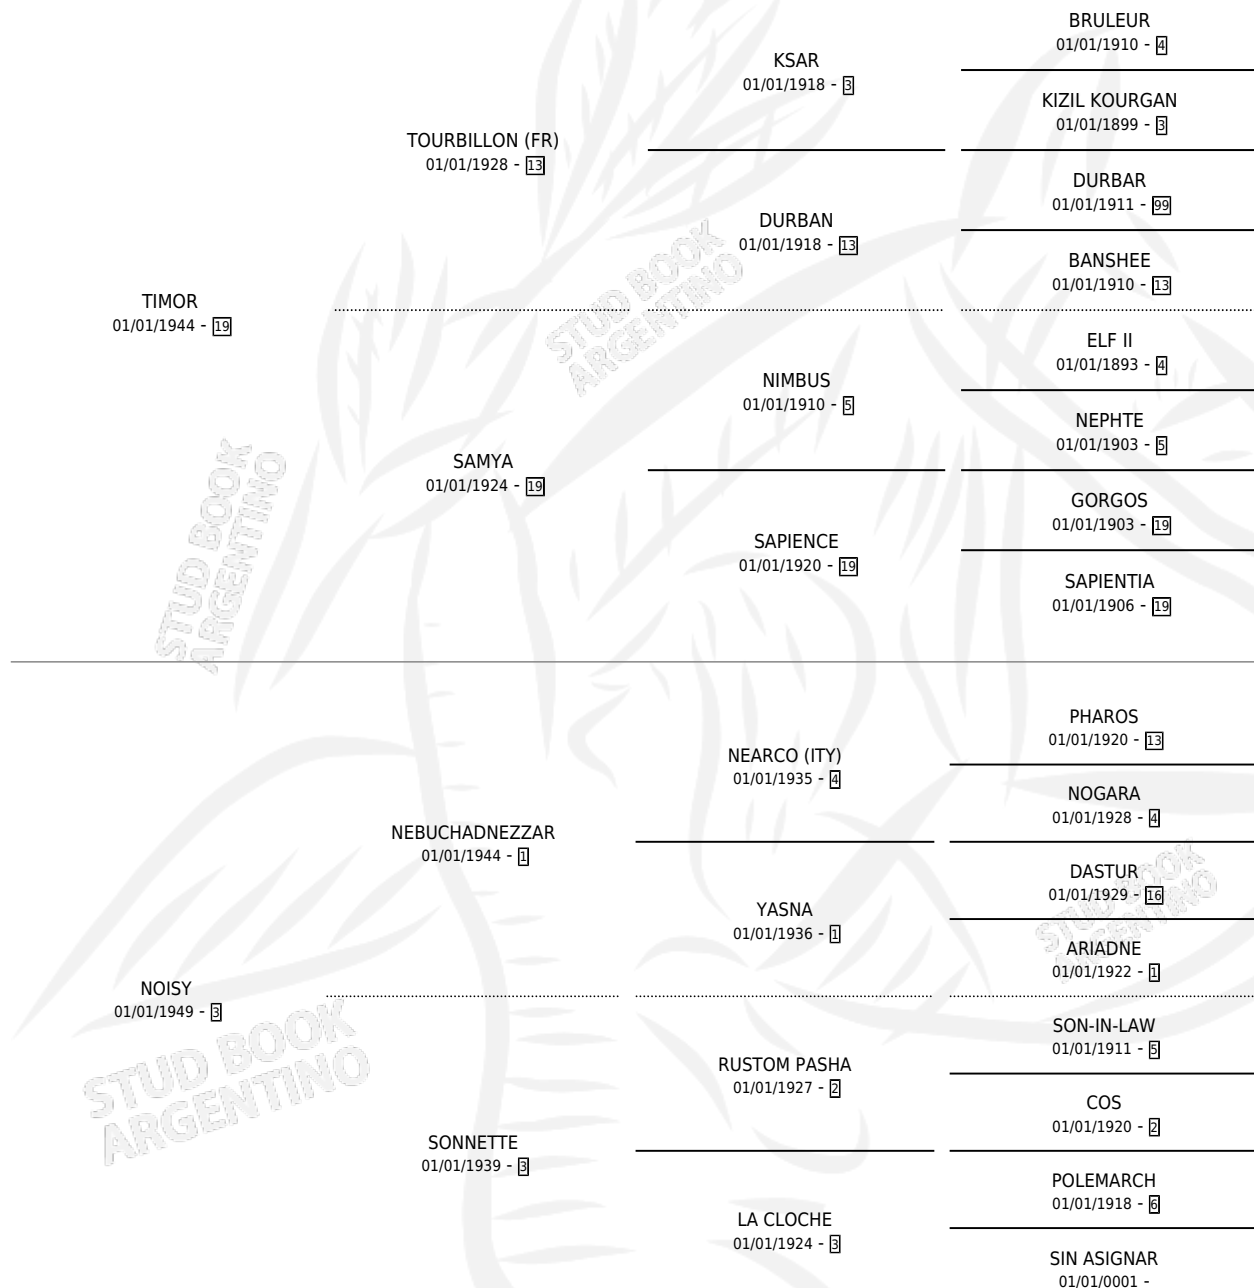 BRULEUR
01/01/1910 - 4
KSAR
01/01/1918 - 3
KIZIL KOURGAN
01/01/1899 - 3
TOURBILLON (FR)
01/01/1928 - 13
DURBAR
01/01/1911 - 99
DURBAN
01/01/1918 - 13
BANSHEE
01/01/1910 - 13
TIMOR
01/01/1944 - 19
ELF II
01/01/1893 - 4
NIMBUS
01/01/1910 - 5
NEPHTE
01/01/1903 - 5
SAMYA
01/01/1924 - 19
GORGOS
01/01/1903 - 19
SAPIENCE
01/01/1920 - 19
SAPIENTIA
01/01/1906 - 19
STUD BOOK
ARGENTINO
STUD BOOK
ARGENTINO
PHAROS
01/01/1920 - 13
NEARCO (ITY)
01/01/1935 - 4
NOGARA
01/01/1928 - 4
NEBUCHADNEZZAR
01/01/1944 - 1
DASTUR
01/01/1929 - 16
YASNA
01/01/1936 - 1
ARIADNE
01/01/1922 - 1
STUD BOOK
ARGENTINO
NOISY
01/01/1949 - 3
SON-IN-LAW
01/01/1911 - 5
RUSTOM PASHA
01/01/1927 - 2
COS
01/01/1920 - 2
SONNETTE
01/01/1939 - 3
POLEMARCH
01/01/1918 - 6
LA CLOCHE
01/01/1924 - 3
SIN ASIGNAR
01/01/0001 -
STUD BOOK
ARGENTINO